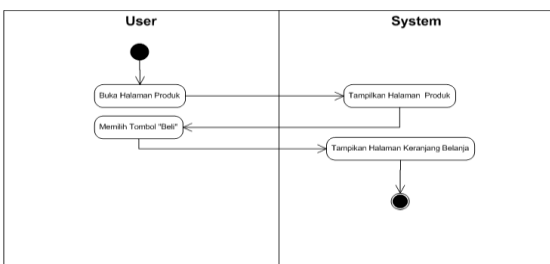 User
System
Buka Halaman Produk
Tampilkan Halaman Produk
Memilih Tombol "Beli"
Tampikan Halaman Keranjang Belanja